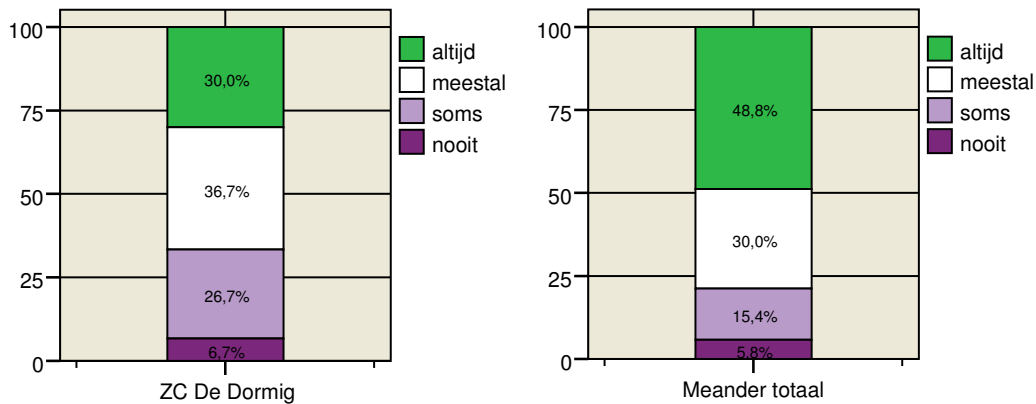 100
75
50
25
0
30,0%
36,7%
26,7%
6,7%
ZC De Dormig
altijd
meestal
soms
nooit
100
75
50
25
0
48,8%
30,0%
15,4%
5,8%
Meander totaal
altijd
meestal
soms
nooit